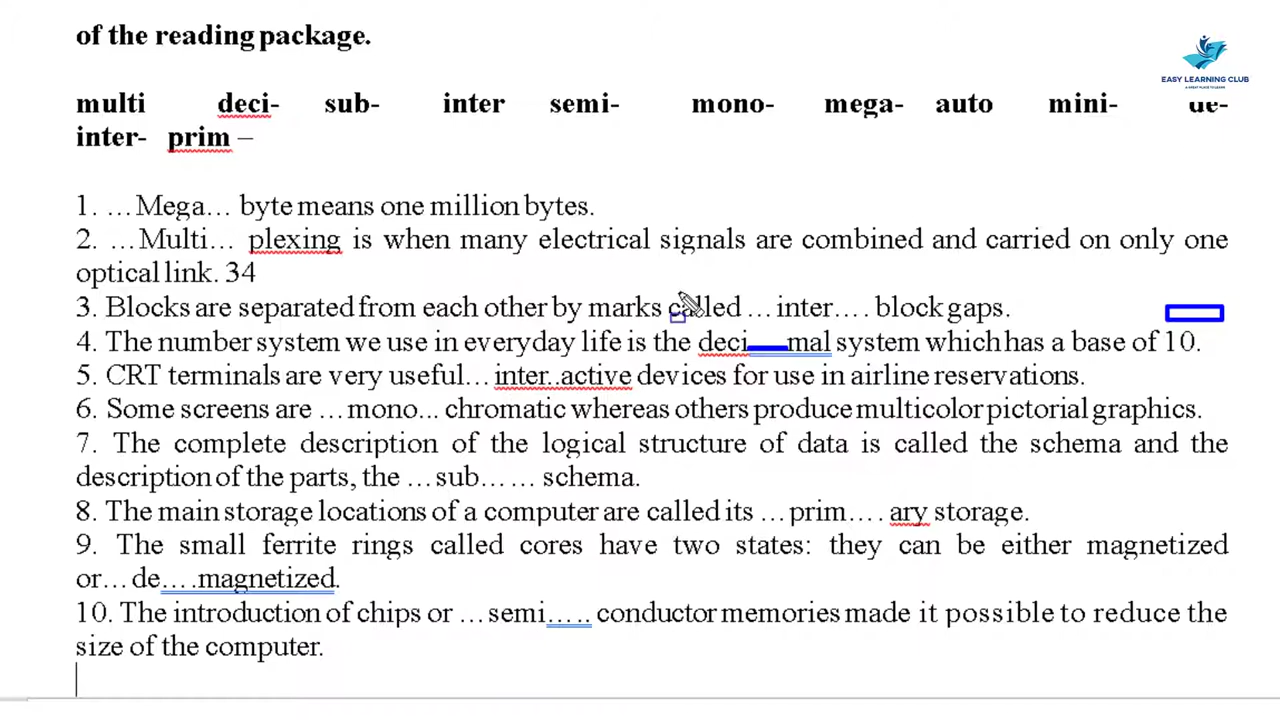 of the reading package.
EASY LEARNING CLUB
A GREAT PLACE TO LEARN
multi deci- sub- inter semi- mono- mega- auto mini- de-
inter- prim –
1. …Mega… byte means one million bytes.
2. …Multi… plexing is when many electrical signals are combined and carried on only one
optical link. 34
3. Blocks are separated from each other by marks called …inter…. block gaps.
4. The number system we use in everyday life is the deci mal system which has a base of 10.
5. CRT terminals are very useful…inter..active devices for use in airline reservations.
6. Some screens are …mono… chromatic whereas others produce multicolor pictorial graphics.
7. The complete description of the logical structure of data is called the schema and the
description of the parts, the …sub…… schema.
8. The main storage locations of a computer are called its …prim…. ary storage.
9. The small ferrite rings called cores have two states: they can be either magnetized
or…de….magnetized.
10. The introduction of chips or …semi….. conductor memories made it possible to reduce the
size of the computer.